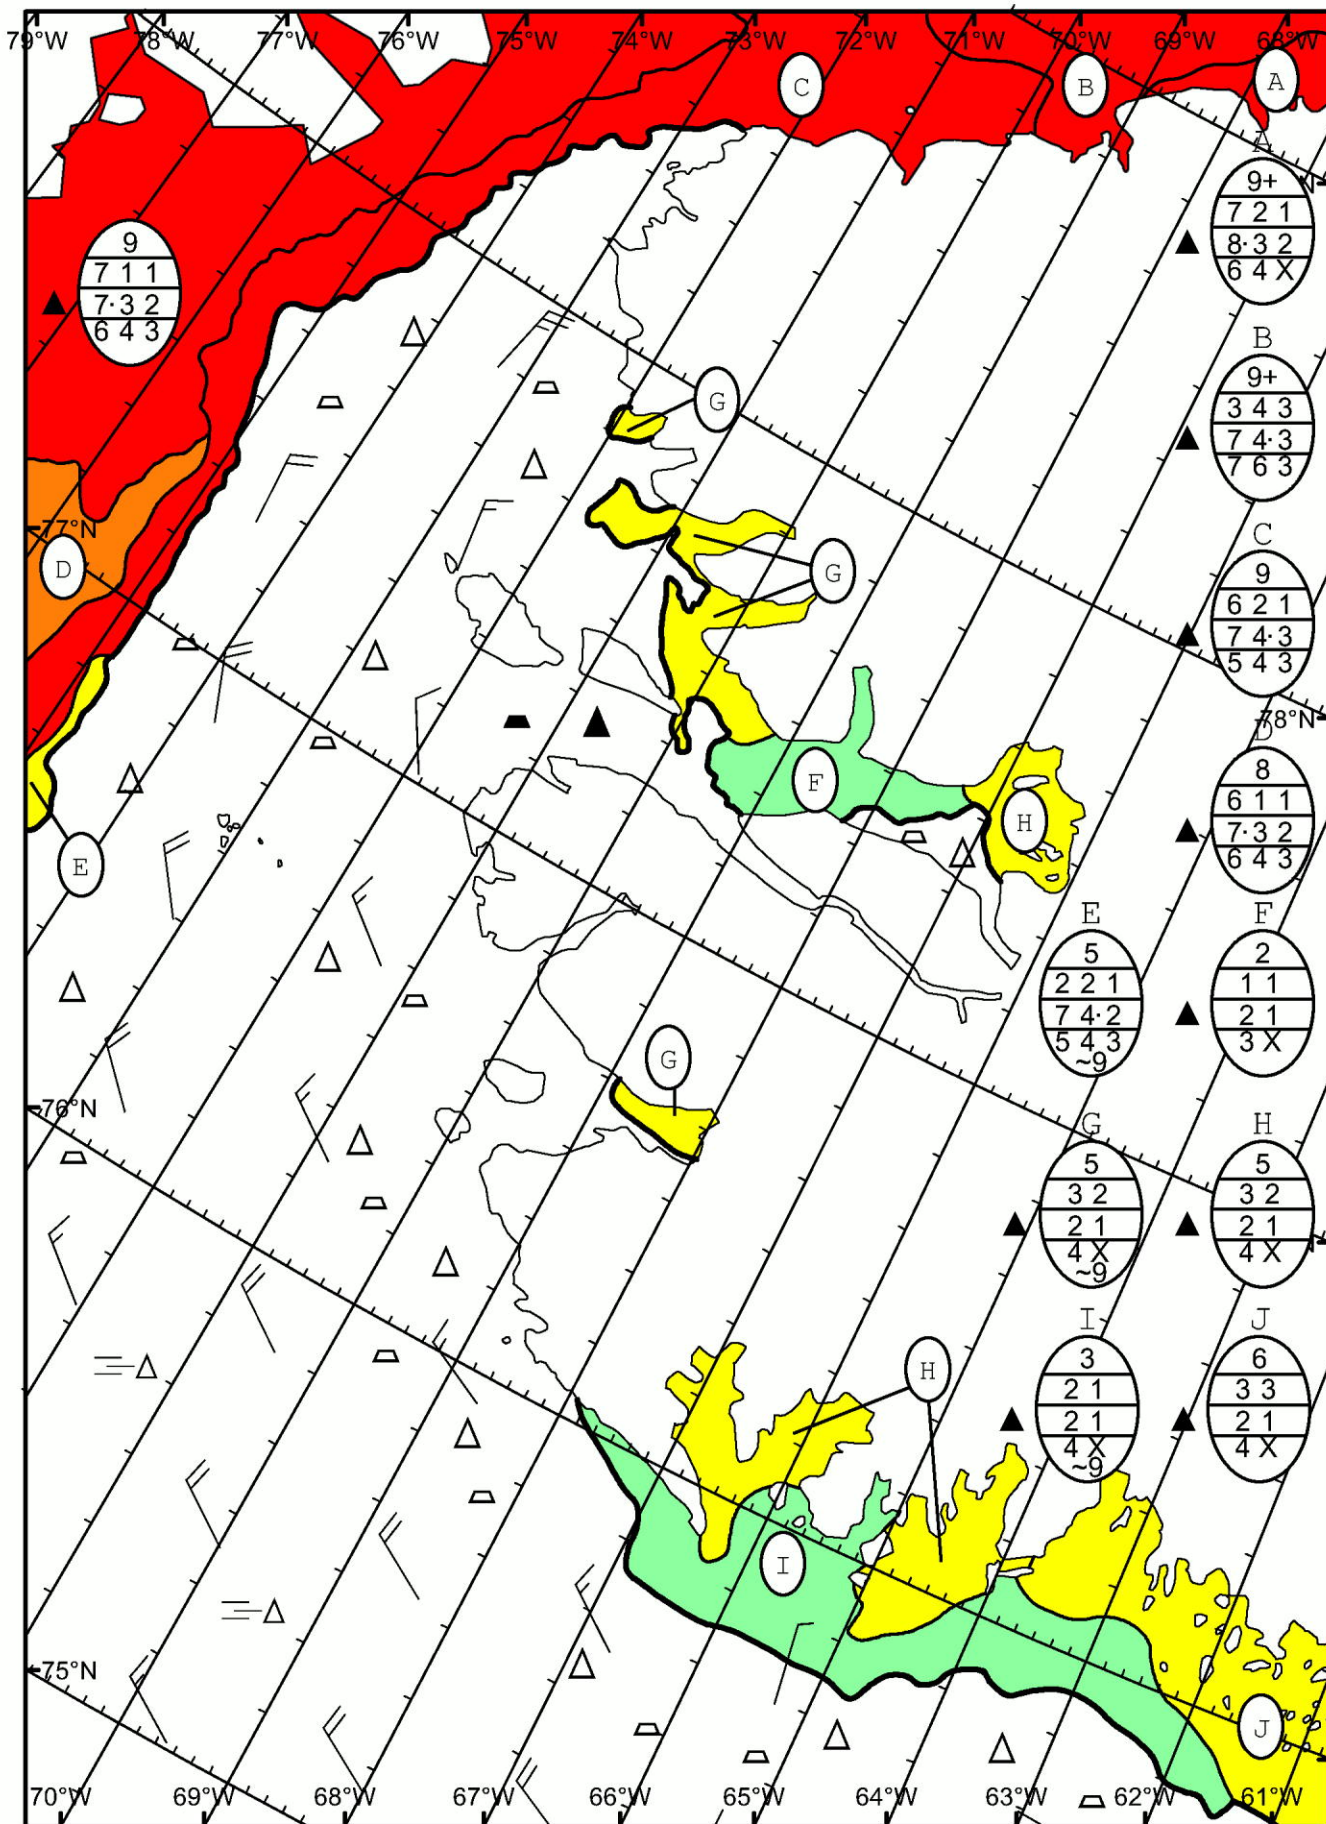 79°W 78°W 77°W 76°W 75°W 74°W 73°W 72°W 71°W 70°W 69°W 68°W
C
B
A
A
9+
7 2 1
8· 3 2
6 4 X
9
7 1 1
7· 3 2
6 4 3
B
9+
3 4 3
7 4· 3
7 6 3
G
77°N
D
C
9
6 2 1
7 4· 3
5 4 3
G
78°N
D
8
6 1 1
7· 3 2
6 4 3
F
H
E
E
5
2 2 1
7 4· 2
5 4 3
~9
F
2
1 1
2 1
3 X
G
76°N
G
5
3 2
2 1
4 X
~9
H
5
3 2
2 1
4 X
H
I
3
2 1
2 1
4 X
~9
J
6
3 3
2 1
4 X
I
75°N
J
70°W 69°W 68°W 67°W 66°W 65°W 64°W 63°W 62°W 61°W